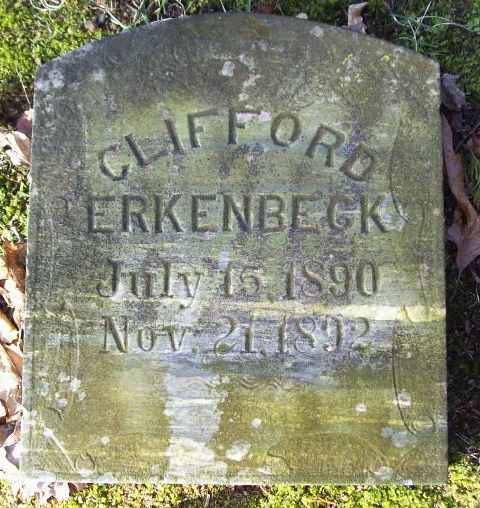 CLIFFORD
ERKENBECK
July 15, 1890
Nov. 21, 1892